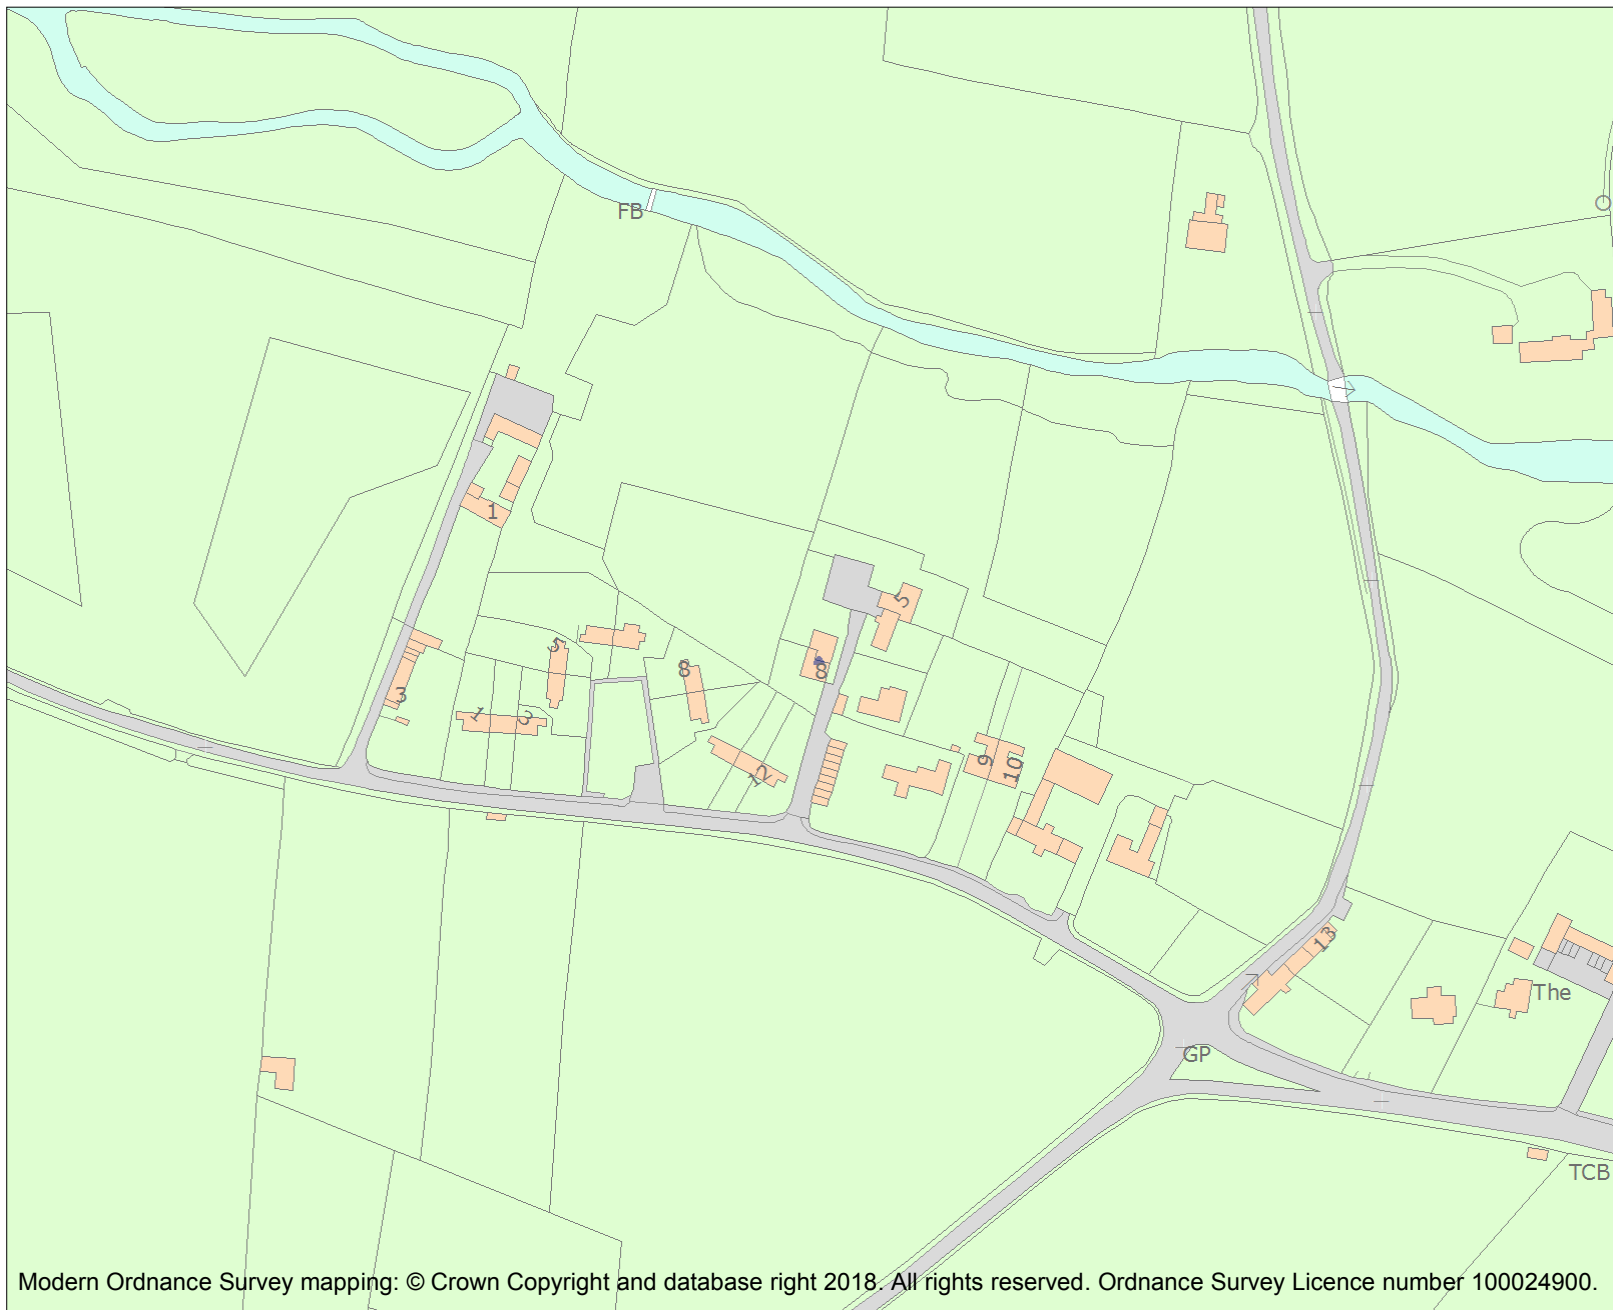 FB
1
5
5
8
8
3
1
3
12
9
10
13
The
GP
TCB
Modern Ordnance Survey mapping: © Crown Copyright and database right 2018. All rights reserved. Ordnance Survey Licence number 100024900.